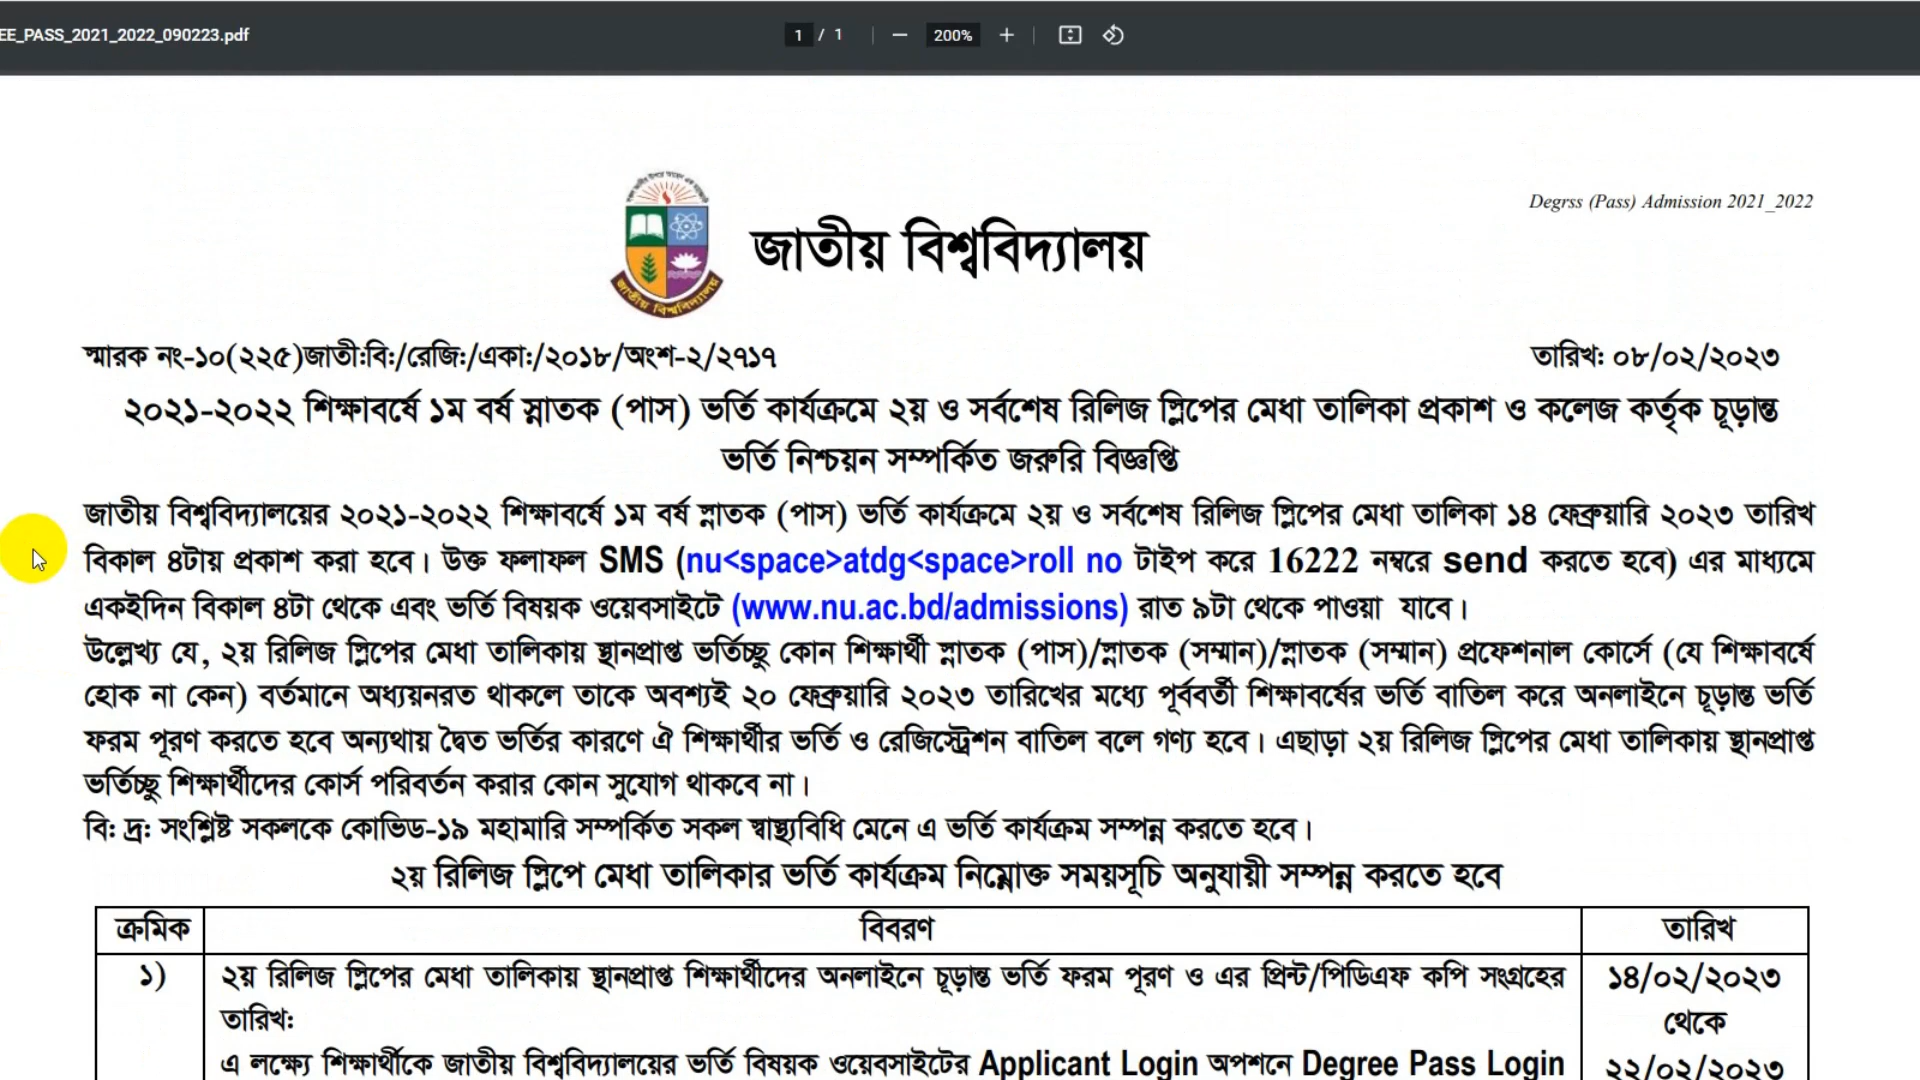 EE_PASS_2021_2022_090223.pdf
1 / 1
200%
Degrss (Pass) Admission 2021_2022
জাতীয় বিশ্ববিদ্যালয়
স্মারক নং-১০(২২৫)জাতী:বি:/রেজি:/একা:/২০১৮/অংশ-২/২৭১৭
তারিখ: ০৮/০২/২০২৩
২০২১-২০২২ শিক্ষাবর্ষে ১ম বর্ষ স্নাতক (পাস) ভর্তি কার্যক্রমে ২য় ও সর্বশেষ রিলিজ স্লিপের মেধা তালিকা প্রকাশ ও কলেজ কর্তৃক চূড়ান্ত
ভর্তি নিশ্চয়ন সম্পর্কিত জরুরি বিজ্ঞপ্তি
জাতীয় বিশ্ববিদ্যালয়ের ২০২১-২০২২ শিক্ষাবর্ষে ১ম বর্ষ স্নাতক (পাস) ভর্তি কার্যক্রমে ২য় ও সর্বশেষ রিলিজ স্লিপের মেধা তালিকা ১৪ ফেব্রুয়ারি ২০২৩ তারিখ
বিকাল ৪টায় প্রকাশ করা হবে। উক্ত ফলাফল SMS (nu<space>atdg<space>roll no টাইপ করে 16222 নম্বরে send করতে হবে) এর মাধ্যমে
একইদিন বিকাল ৪টা থেকে এবং ভর্তি বিষয়ক ওয়েবসাইটে (www.nu.ac.bd/admissions) রাত ৯টা থেকে পাওয়া যাবে।
উল্লেখ্য যে, ২য় রিলিজ স্লিপের মেধা তালিকায় স্থানপ্রাপ্ত ভর্তিচ্ছু কোন শিক্ষার্থী স্নাতক (পাস)/স্নাতক (সম্মান)/স্নাতক (সম্মান) প্রফেশনাল কোর্সে (যে শিক্ষাবর্ষে
হোক না কেন) বর্তমানে অধ্যয়নরত থাকলে তাকে অবশ্যই ২০ ফেব্রুয়ারি ২০২৩ তারিখের মধ্যে পূর্ববর্তী শিক্ষাবর্ষের ভর্তি বাতিল করে অনলাইনে চূড়ান্ত ভর্তি
ফরম পূরণ করতে হবে অন্যথায় দ্বৈত ভর্তির কারণে ঐ শিক্ষার্থীর ভর্তি ও রেজিস্ট্রেশন বাতিল বলে গণ্য হবে। এছাড়া ২য় রিলিজ স্লিপের মেধা তালিকায় স্থানপ্রাপ্ত
ভর্তিচ্ছু শিক্ষার্থীদের কোর্স পরিবর্তন করার কোন সুযোগ থাকবে না।
বি: দ্র: সংশ্লিষ্ট সকলকে কোভিড-১৯ মহামারি সম্পর্কিত সকল স্বাস্থ্যবিধি মেনে এ ভর্তি কার্যক্রম সম্পন্ন করতে হবে।
২য় রিলিজ স্লিপে মেধা তালিকার ভর্তি কার্যক্রম নিম্নোক্ত সময়সূচি অনুযায়ী সম্পন্ন করতে হবে
ক্রমিক বিবরণ তারিখ
১) ২য় রিলিজ স্লিপের মেধা তালিকায় স্থানপ্রাপ্ত শিক্ষার্থীদের অনলাইনে চূড়ান্ত ভর্তি ফরম পূরণ ও এর প্রিন্ট/পিডিএফ কপি সংগ্রহের ১৪/০২/২০২৩
তারিখ: থেকে
এ লক্ষ্যে শিক্ষার্থীকে জাতীয় বিশ্ববিদ্যালয়ের ভর্তি বিষয়ক ওয়েবসাইটের Applicant Login অপশনে Degree Pass Login ২২/০২/২০২৩